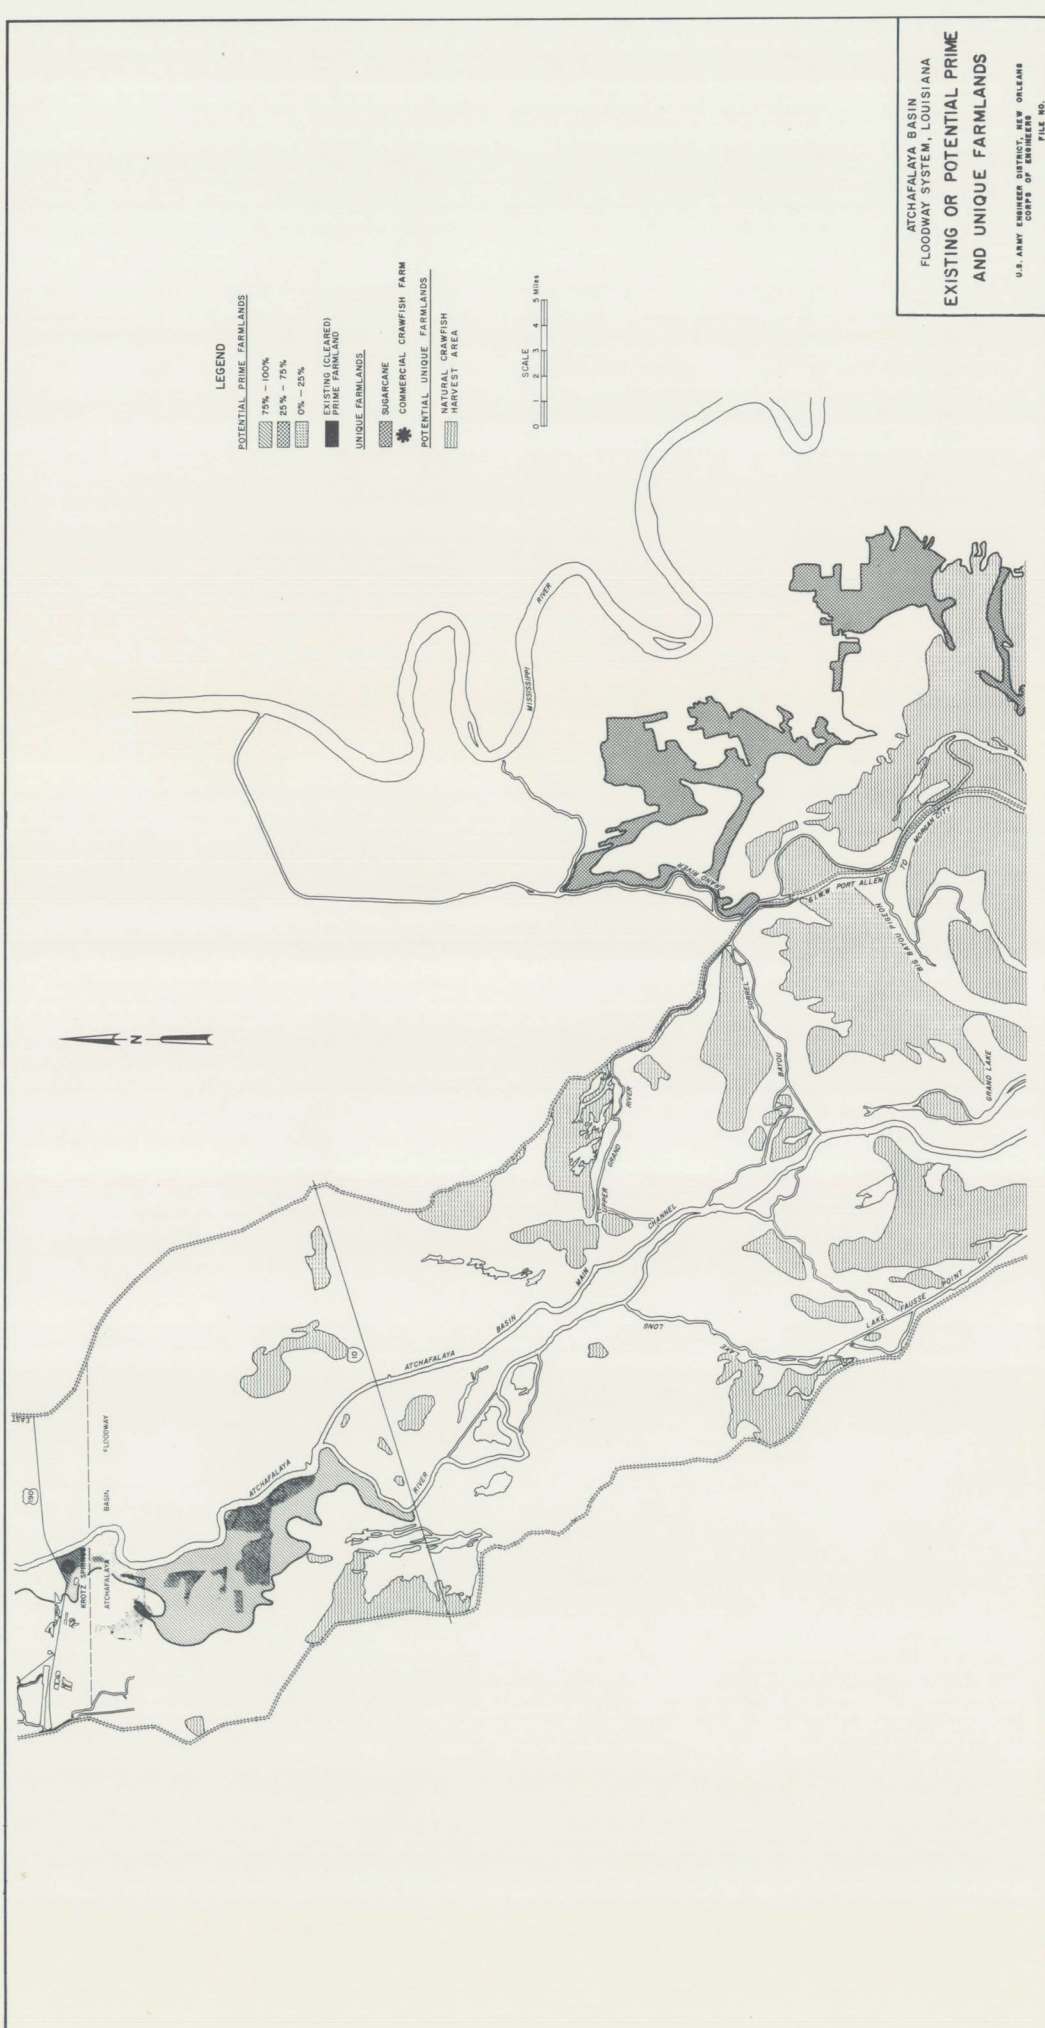 ATCHAFALAYA BASIN
FLOODWAY SYSTEM, LOUISIANA
EXISTING OR POTENTIAL PRIME
AND UNIQUE FARMLANDS
U.S. ARMY ENGINEER DISTRICT, NEW ORLEANS
CORPS OF ENGINEERS
FILE NO.
LEGEND
POTENTIAL PRIME FARMLANDS
75% - 100%
25% - 75%
0% - 25%
EXISTING (CLEARED)
PRIME FARMLAND
UNIQUE FARMLANDS
SUGARCANE
COMMERCIAL CRAWFISH FARM
POTENTIAL UNIQUE FARMLANDS
NATURAL CRAWFISH
HARVEST AREA
SCALE
0 1 2 3 4 5 Miles
N
190
EAST
KROTZ SPRINGS
ATCHAFALAYA BASIN FLOODWAY
ATCHAFALAYA
RIVER
10
ATCHAFALAYA BASIN MAIN CHANNEL
UPPER GRAND RIVER
LONG
LAKE FAUSSE POINT CUT
BAYOU SORREL
GRAND LAKE
GRAND RIVER
G.I.W.W. PORT ALLEN TO MORGAN CITY
BIG BAYOU PIGEON
MISSISSIPPI RIVER